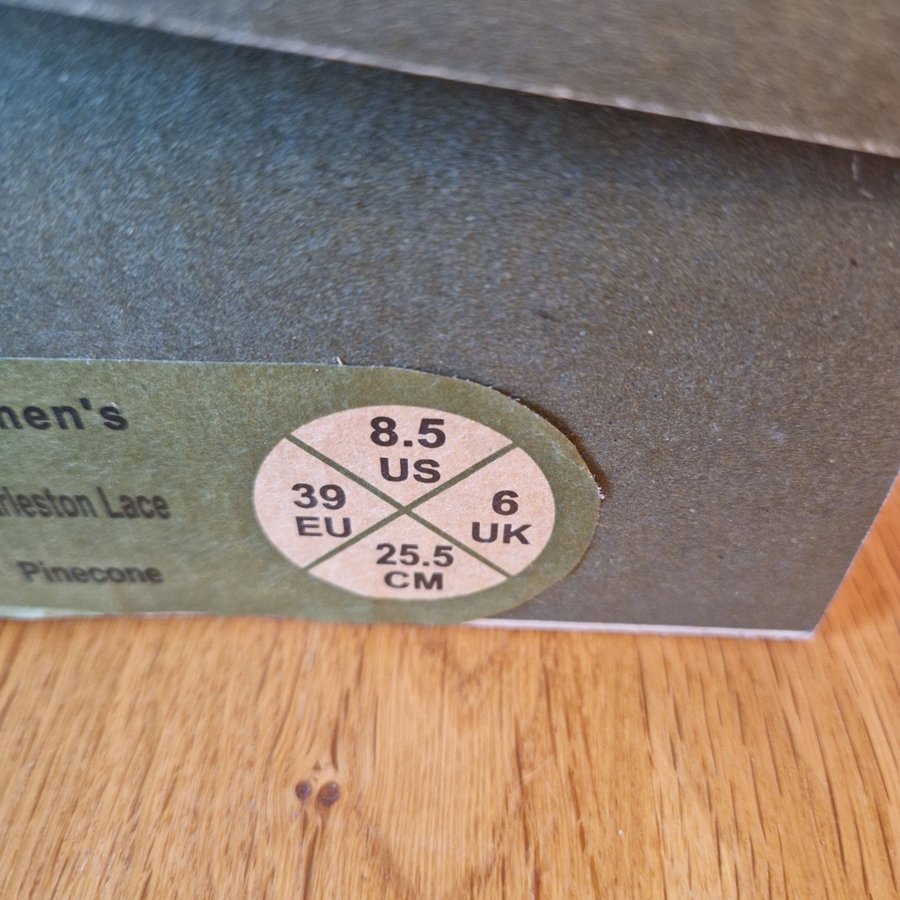 men's
rleston Lace
Pinecone
8.5
US
39
EU
6
UK
25.5
CM